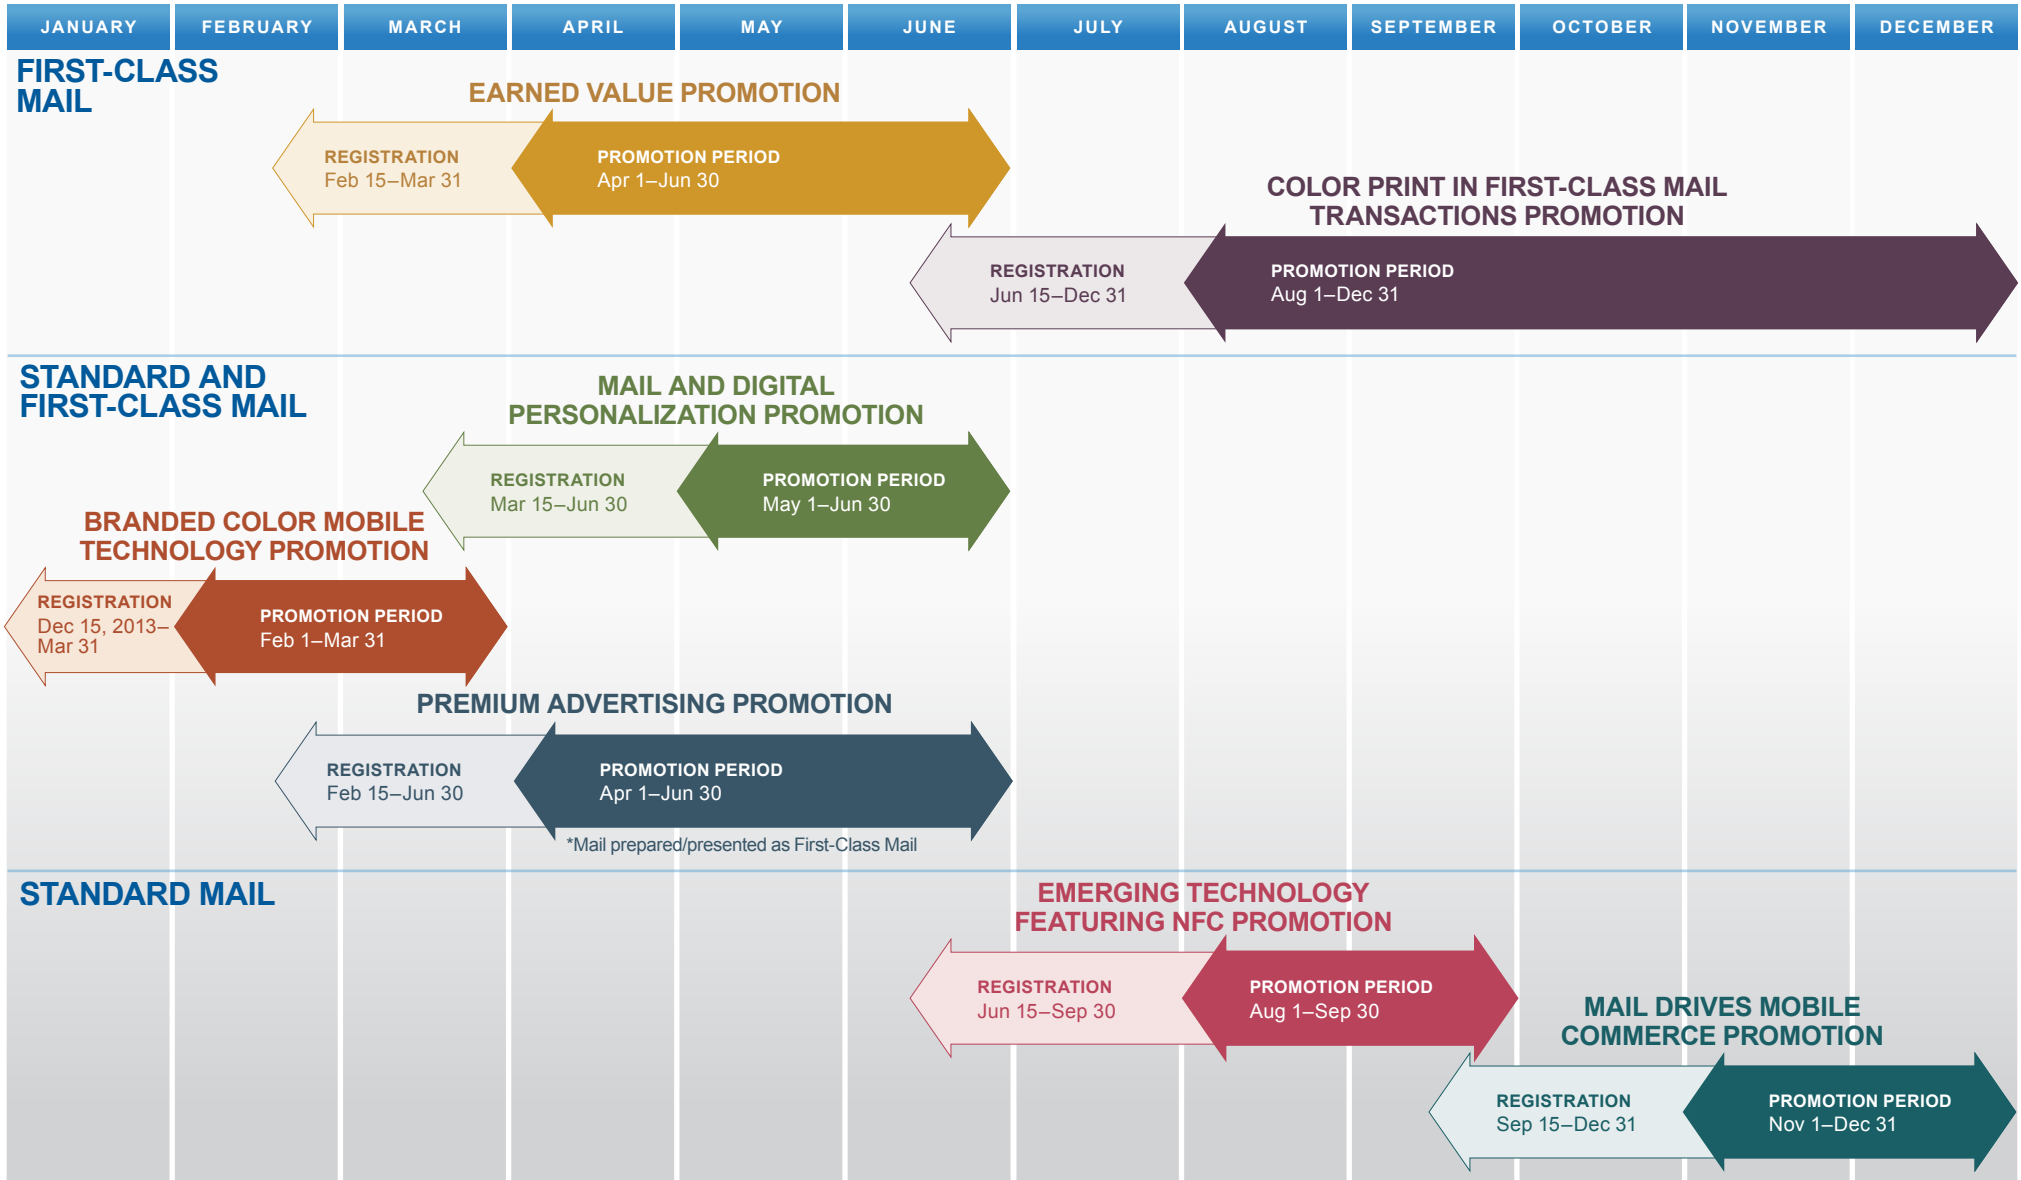 JANUARY
FEBRUARY
MARCH
APRIL
MAY
JUNE
JULY
AUGUST
SEPTEMBER
OCTOBER
NOVEMBER
DECEMBER
FIRST-CLASS
MAIL
EARNED VALUE PROMOTION
REGISTRATION
Feb 15–Mar 31
PROMOTION PERIOD
Apr 1–Jun 30
COLOR PRINT IN FIRST-CLASS MAIL
TRANSACTIONS PROMOTION
REGISTRATION
Jun 15–Dec 31
PROMOTION PERIOD
Aug 1–Dec 31
STANDARD AND
FIRST-CLASS MAIL
MAIL AND DIGITAL
PERSONALIZATION PROMOTION
REGISTRATION
Mar 15–Jun 30
PROMOTION PERIOD
May 1–Jun 30
BRANDED COLOR MOBILE
TECHNOLOGY PROMOTION
REGISTRATION
Dec 15, 2013–
Mar 31
PROMOTION PERIOD
Feb 1–Mar 31
PREMIUM ADVERTISING PROMOTION
REGISTRATION
Feb 15–Jun 30
PROMOTION PERIOD
Apr 1–Jun 30
*Mail prepared/presented as First-Class Mail
STANDARD MAIL
EMERGING TECHNOLOGY
FEATURING NFC PROMOTION
REGISTRATION
Jun 15–Sep 30
PROMOTION PERIOD
Aug 1–Sep 30
MAIL DRIVES MOBILE
COMMERCE PROMOTION
REGISTRATION
Sep 15–Dec 31
PROMOTION PERIOD
Nov 1–Dec 31